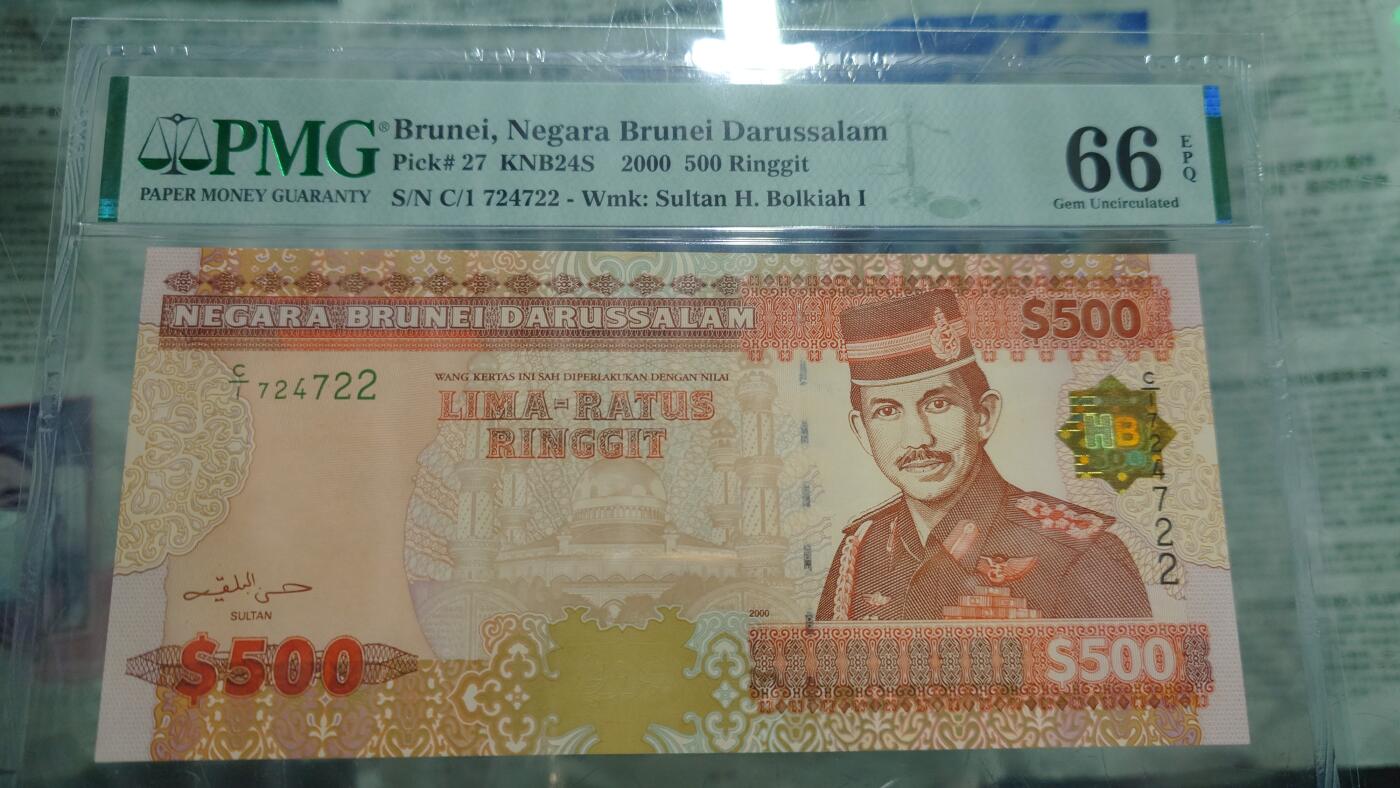 PMG®
PAPER MONEY GUARANTY
Brunei, Negara Brunei Darussalam
Pick# 27 KNB24S 2000 500 Ringgit
S/N C/1 724722 - Wmk: Sultan H. Bolkiah I
66
EPQ
Gem Uncirculated
NEGARA BRUNEI DARUSSALAM
$500
C/1 724722
WANG KERTAS INI SAH DIPERLAKUKAN DENGAN NILAI
LIMA-RATUS
RINGGIT
C/1 724722
HB
حسن البلقيه
SULTAN
2000
$500
$500